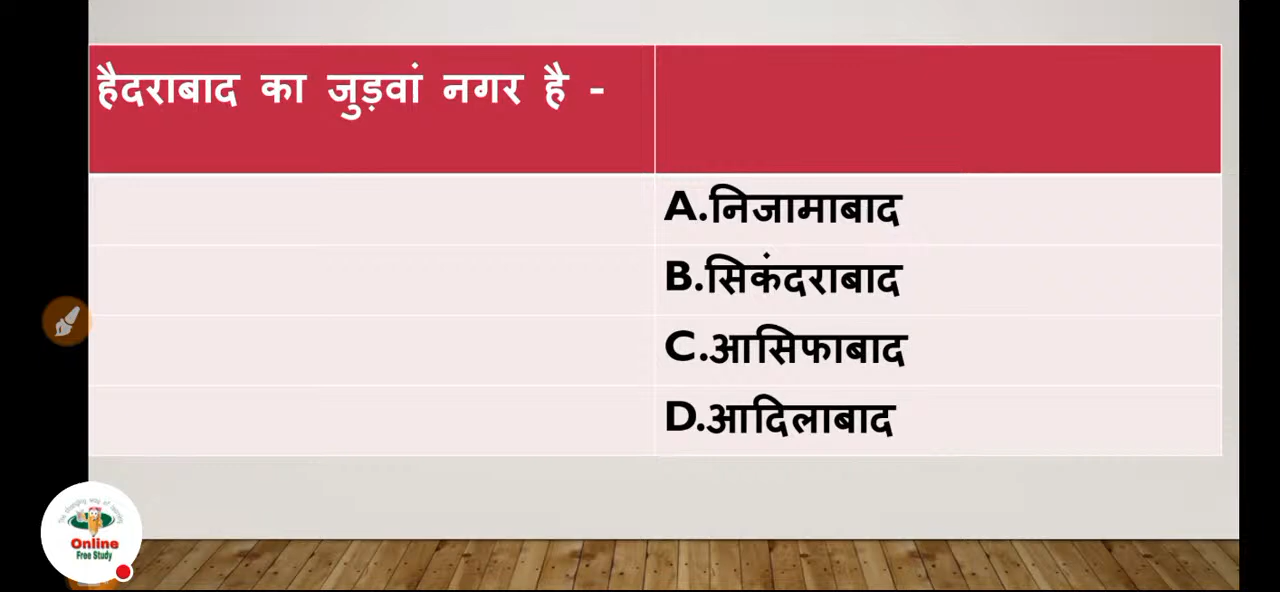 हैदराबाद का जुड़वां नगर है -
A.निजामाबाद
B.सिकंदराबाद
C.आसिफाबाद
D.आदिलाबाद
Online
Free Study